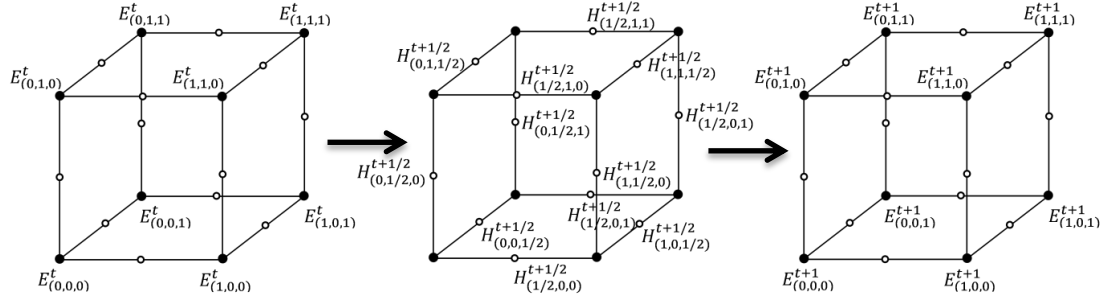 E^t_(0,1,1)
E^t_(1,1,1)
E^t_(0,1,0)
E^t_(1,1,0)
E^t_(0,0,1)
E^t_(1,0,1)
E^t_(0,0,0)
E^t_(1,0,0)
H^{t+1/2}_(1/2,1,1)
H^{t+1/2}_(0,1,1/2)
H^{t+1/2}_(1/2,1,0)
H^{t+1/2}_(1,1,1/2)
H^{t+1/2}_(0,1/2,1)
H^{t+1/2}_(1/2,0,1)
H^{t+1/2}_(0,1/2,0)
H^{t+1/2}_(1,1/2,0)
H^{t+1/2}_(1/2,0,1)
H^{t+1/2}_(0,0,1/2)
H^{t+1/2}_(1,0,1/2)
H^{t+1/2}_(1/2,0,0)
E^{t+1}_(0,1,1)
E^{t+1}_(1,1,1)
E^{t+1}_(0,1,0)
E^{t+1}_(1,1,0)
E^{t+1}_(0,0,1)
E^{t+1}_(1,0,1)
E^{t+1}_(0,0,0)
E^{t+1}_(1,0,0)